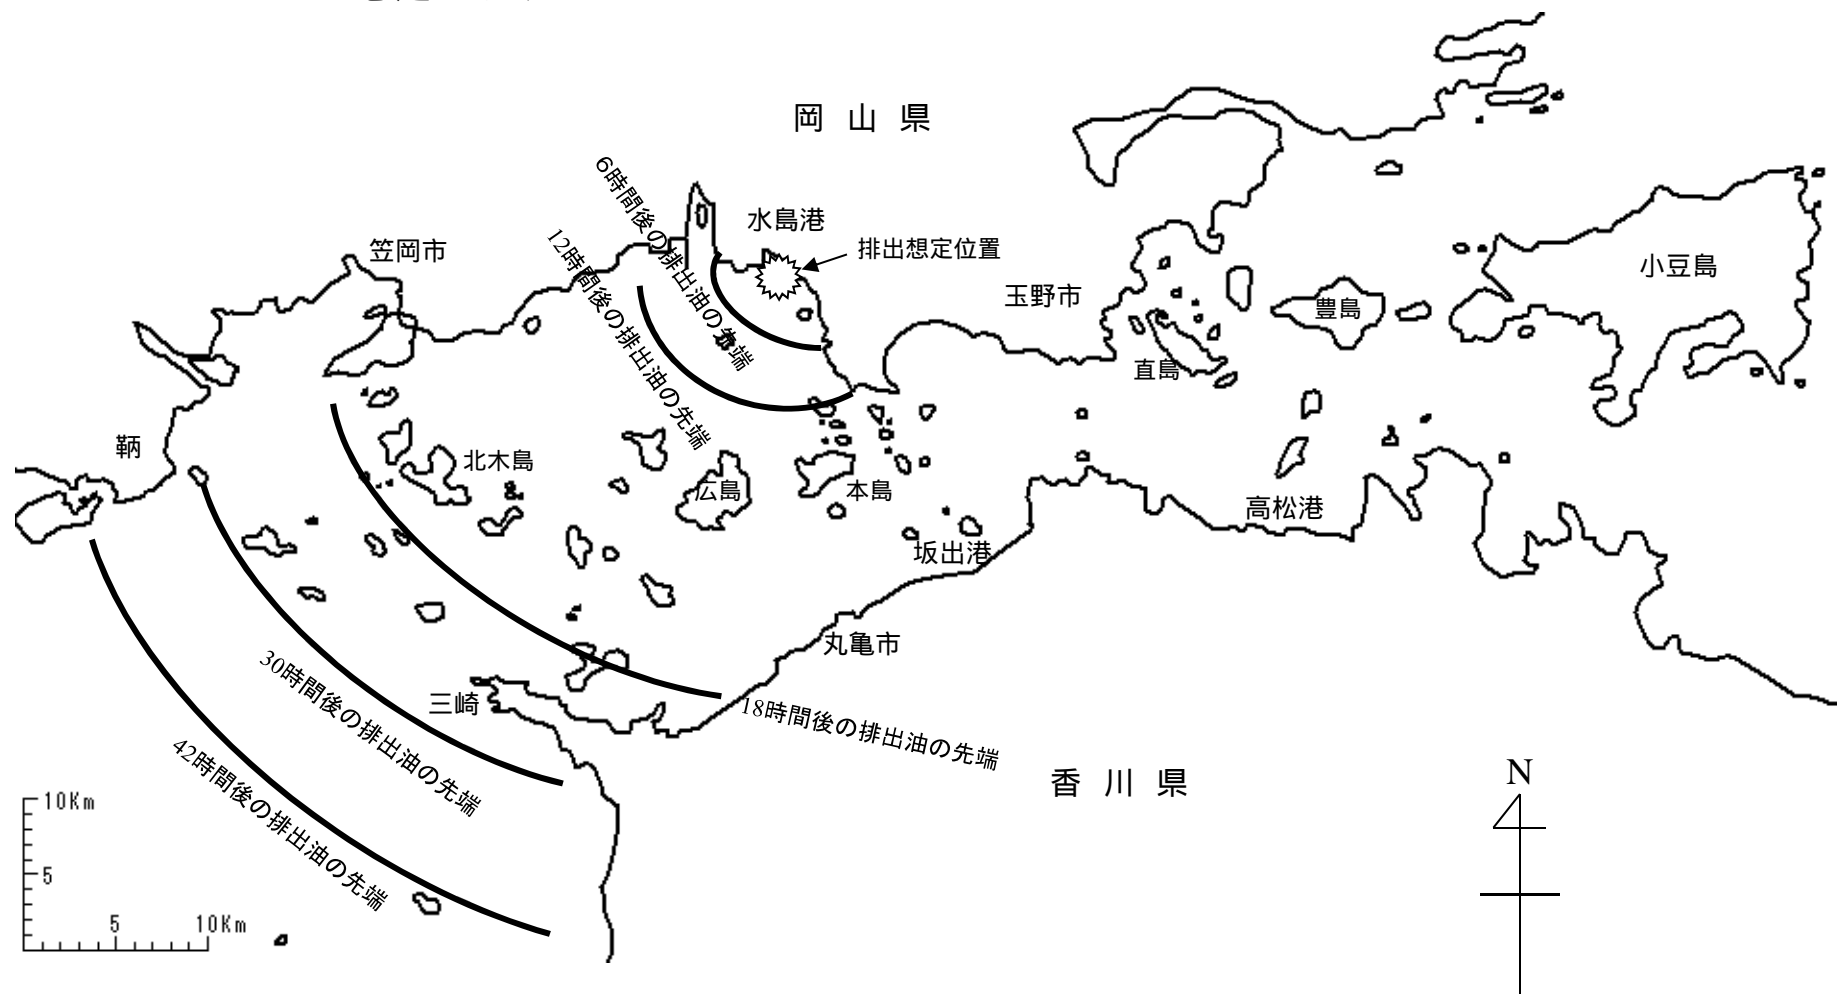 岡山県
6時間後の排出油の先端
水島港
12時間後の排出油の先端
笠岡市
排出想定位置
小豆島
玉野市
豊島
直島
鞆
北木島
広島
本島
高松港
坂出港
丸亀市
30時間後の排出油の先端
三崎
18時間後の排出油の先端
42時間後の排出油の先端
香川県
N
10Km
5
5
10Km